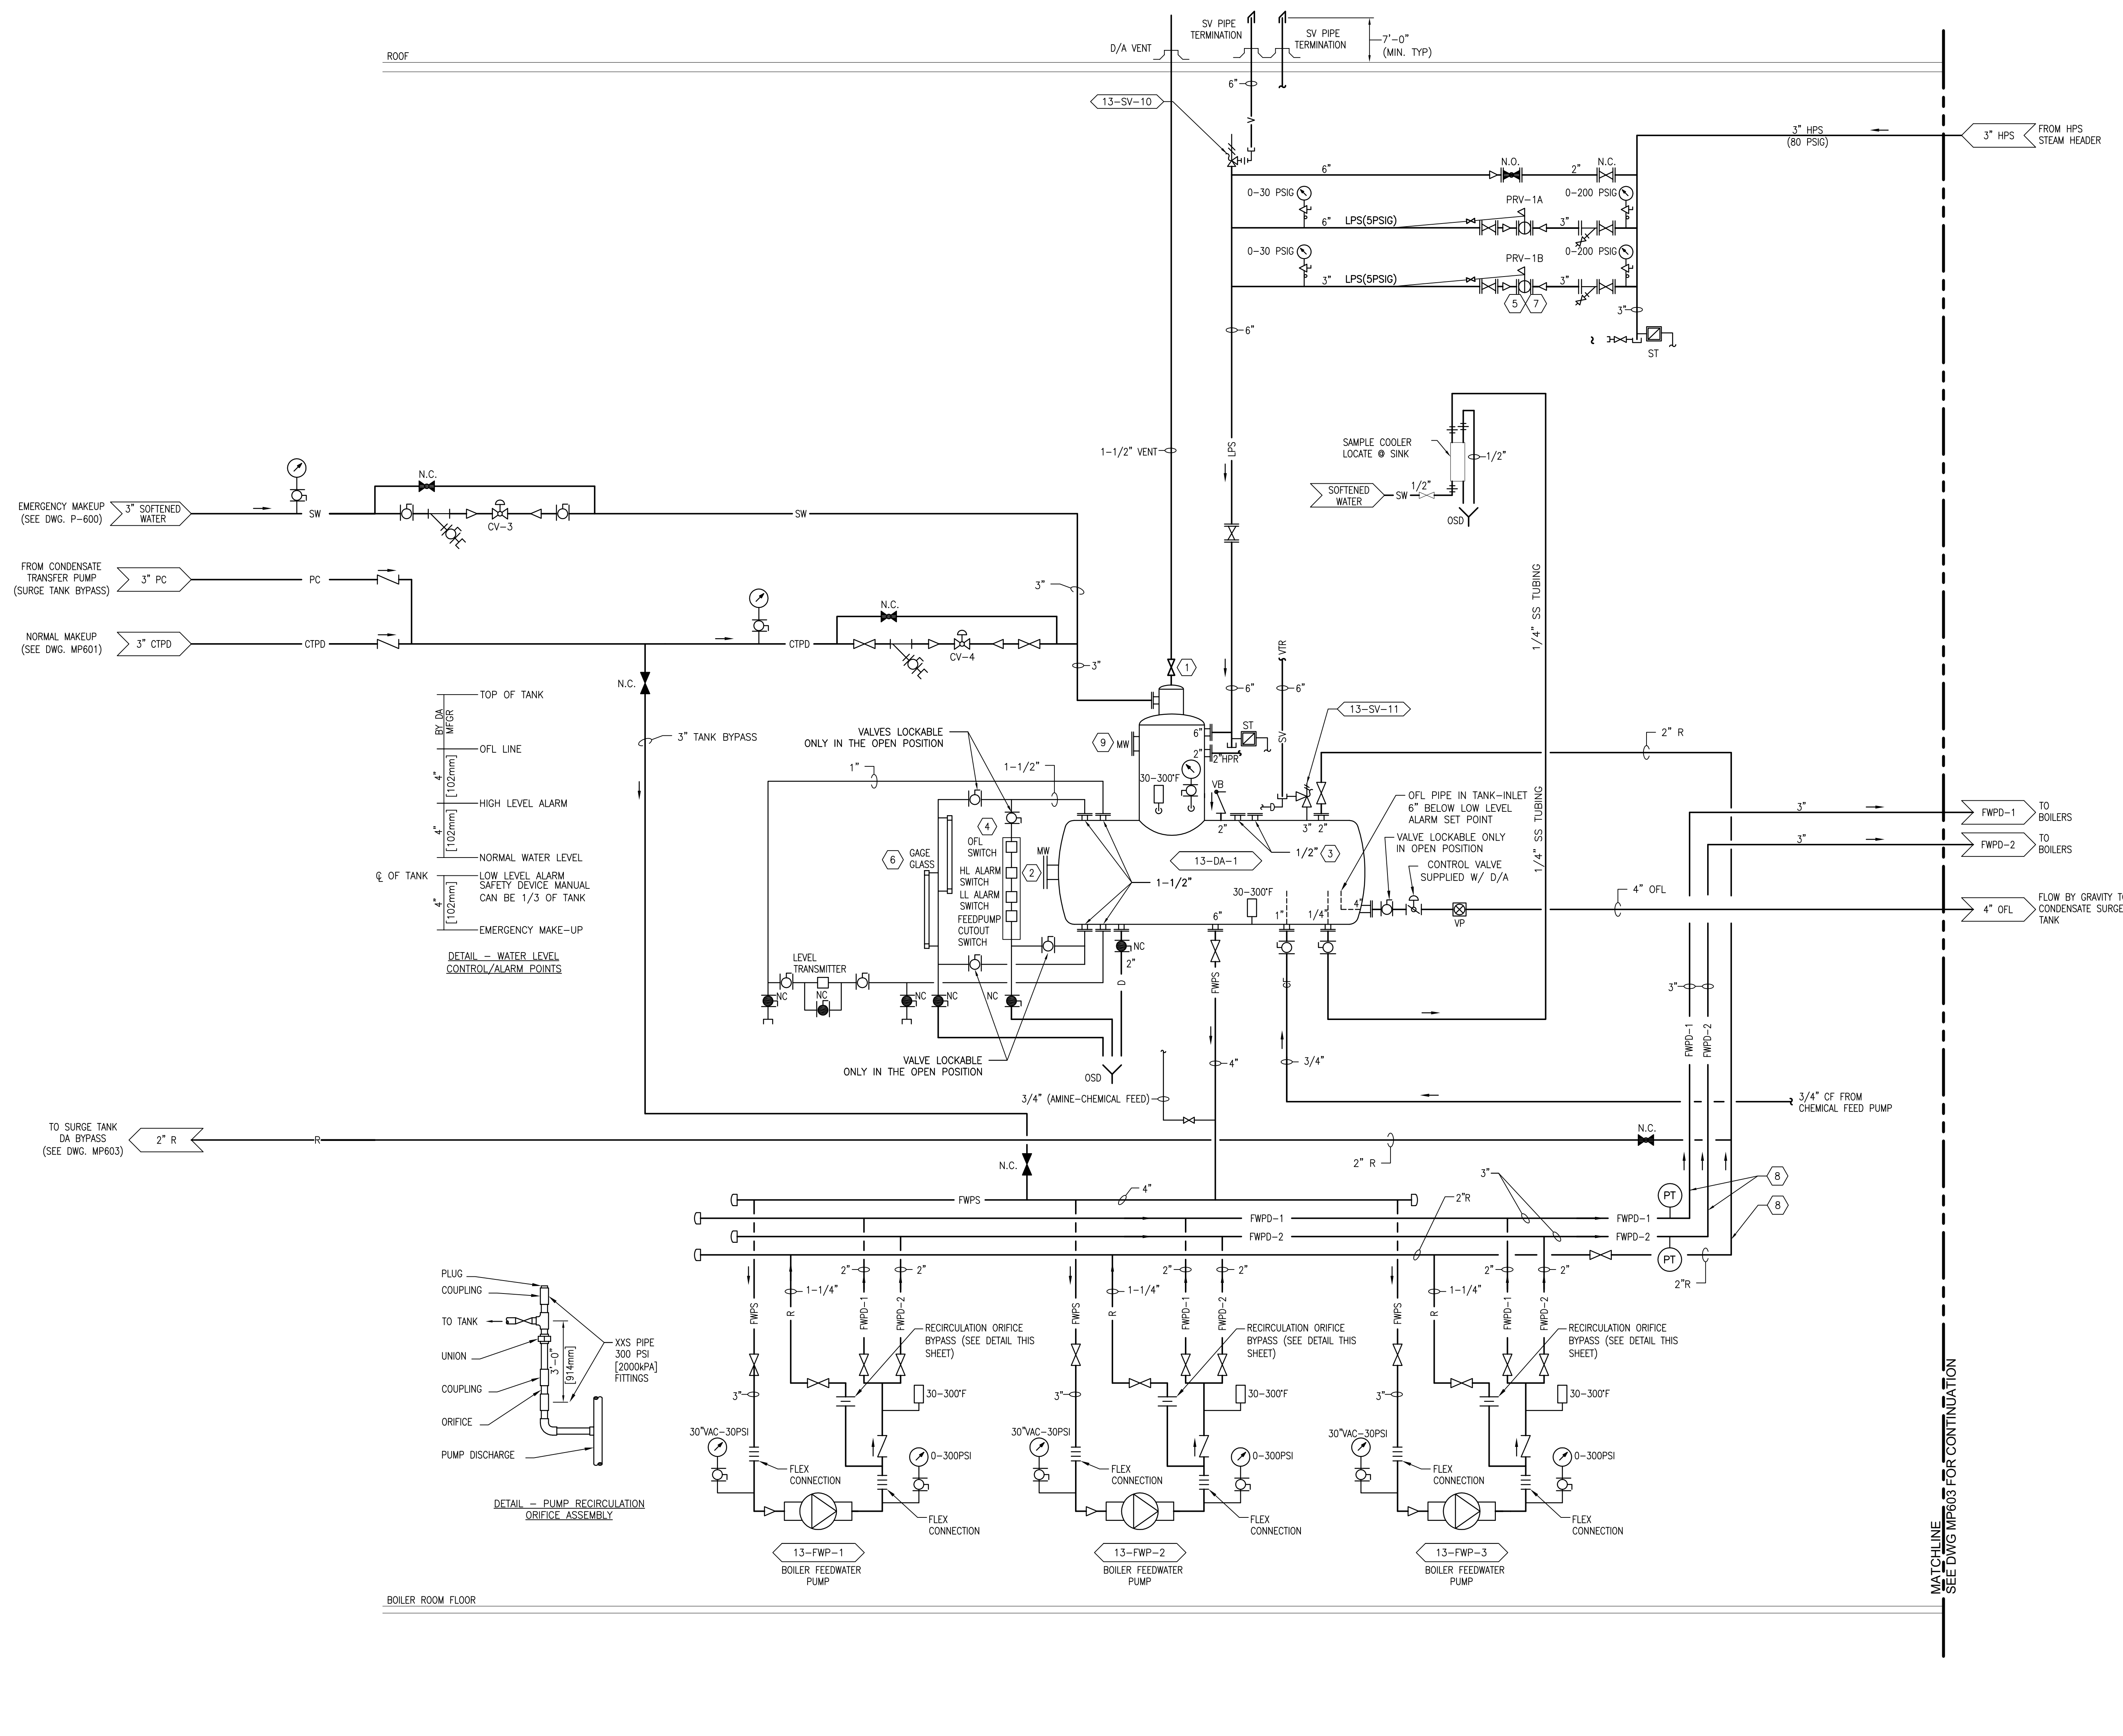 ROOF
D/A VENT
SV PIPE
TERMINATION
SV PIPE
TERMINATION
7'-0"
(MIN. TYP)
6"
V
13-SV-10
3" HPS
(80 PSIG)
3" HPS
FROM HPS
STEAM HEADER
6"
N.O.
2"
N.C.
0-30 PSIG
PRV-1A
0-200 PSIG
6"
LPS(5PSIG)
3"
0-30 PSIG
PRV-1B
0-200 PSIG
3"
LPS(5PSIG)
3"
5
7
6"
3"
ST
1-1/2" VENT
LPS
SAMPLE COOLER
LOCATE @ SINK
1/2"
SOFTENED
WATER
SW
1/2"
OSD
1/4" SS TUBING
1/4" SS TUBING
EMERGENCY MAKEUP
(SEE DWG. P-600)
3" SOFTENED
WATER
SW
N.C.
CV-3
SW
FROM CONDENSATE
TRANSFER PUMP
(SURGE TANK BYPASS)
3" PC
PC
3"
NORMAL MAKEUP
(SEE DWG. MP601)
3" CTPD
CTPD
CTPD
N.C.
CV-4
3"
N.C.
3" TANK BYPASS
1
6"
VTR
6"
SV
13-SV-11
TOP OF TANK
BY DA
MFGR
OFL LINE
4"
[102mm]
HIGH LEVEL ALARM
4"
[102mm]
NORMAL WATER LEVEL
℄ OF TANK
LOW LEVEL ALARM
SAFETY DEVICE MANUAL
CAN BE 1/3 OF TANK
4"
[102mm]
EMERGENCY MAKE-UP
DETAIL - WATER LEVEL
CONTROL/ALARM POINTS
VALVES LOCKABLE
ONLY IN THE OPEN POSITION
1"
1-1/2"
9
MW
6"
ST
2"
2"HPR
30-300°F
VB
2"
3"
2"
2" R
OFL PIPE IN TANK-INLET
6" BELOW LOW LEVEL
ALARM SET POINT
VALVE LOCKABLE ONLY
IN OPEN POSITION
CONTROL VALVE
SUPPLIED W/ D/A
4" OFL
4"
VP
4
6
GAGE
GLASS
OFL
SWITCH
HL ALARM
SWITCH
LL ALARM
SWITCH
FEEDPUMP
CUTOUT
SWITCH
2
MW
13-DA-1
1/2"
3
1-1/2"
30-300°F
6"
1"
1/4"
3"
FWPD-1
TO
BOILERS
3"
FWPD-2
TO
BOILERS
4" OFL
FLOW BY GRAVITY T
CONDENSATE SURGE
TANK
LEVEL
TRANSMITTER
NC
NC
NC
NC
NC
NC
2"
D
FWPS
CF
3"
FWPD-1
FWPD-2
VALVE LOCKABLE
ONLY IN THE OPEN POSITION
OSD
4"
3/4"
3/4" (AMINE-CHEMICAL FEED)
3/4" CF FROM
CHEMICAL FEED PUMP
TO SURGE TANK
DA BYPASS
(SEE DWG. MP603)
2" R
R
N.C.
2" R
N.C.
8
8
FWPS
4"
2"R
3"
PT
FWPD-1
FWPD-1
FWPD-2
FWPD-2
PT
2"R
FWPS
R
1-1/4"
2"
FWPD-1
2"
FWPD-2
RECIRCULATION ORIFICE
BYPASS (SEE DETAIL THIS
SHEET)
3"
30-300°F
30"VAC-30PSI
0-300PSI
FLEX
CONNECTION
FLEX
CONNECTION
13-FWP-1
BOILER FEEDWATER
PUMP
FWPS
R
1-1/4"
2"
FWPD-1
2"
FWPD-2
RECIRCULATION ORIFICE
BYPASS (SEE DETAIL THIS
SHEET)
3"
30-300°F
30"VAC-30PSI
0-300PSI
FLEX
CONNECTION
FLEX
CONNECTION
13-FWP-2
BOILER FEEDWATER
PUMP
FWPS
R
1-1/4"
2"
FWPD-1
2"
FWPD-2
RECIRCULATION ORIFICE
BYPASS (SEE DETAIL THIS
SHEET)
3"
30-300°F
30"VAC-30PSI
0-300PSI
FLEX
CONNECTION
FLEX
CONNECTION
13-FWP-3
BOILER FEEDWATER
PUMP
PLUG
COUPLING
TO TANK
UNION
COUPLING
ORIFICE
PUMP DISCHARGE
3'-0"
[914mm]
XXS PIPE
300 PSI
[2000kPA]
FITTINGS
DETAIL - PUMP RECIRCULATION
ORIFICE ASSEMBLY
BOILER ROOM FLOOR
MATCHLINE
SEE DWG MP603 FOR CONTINUATION